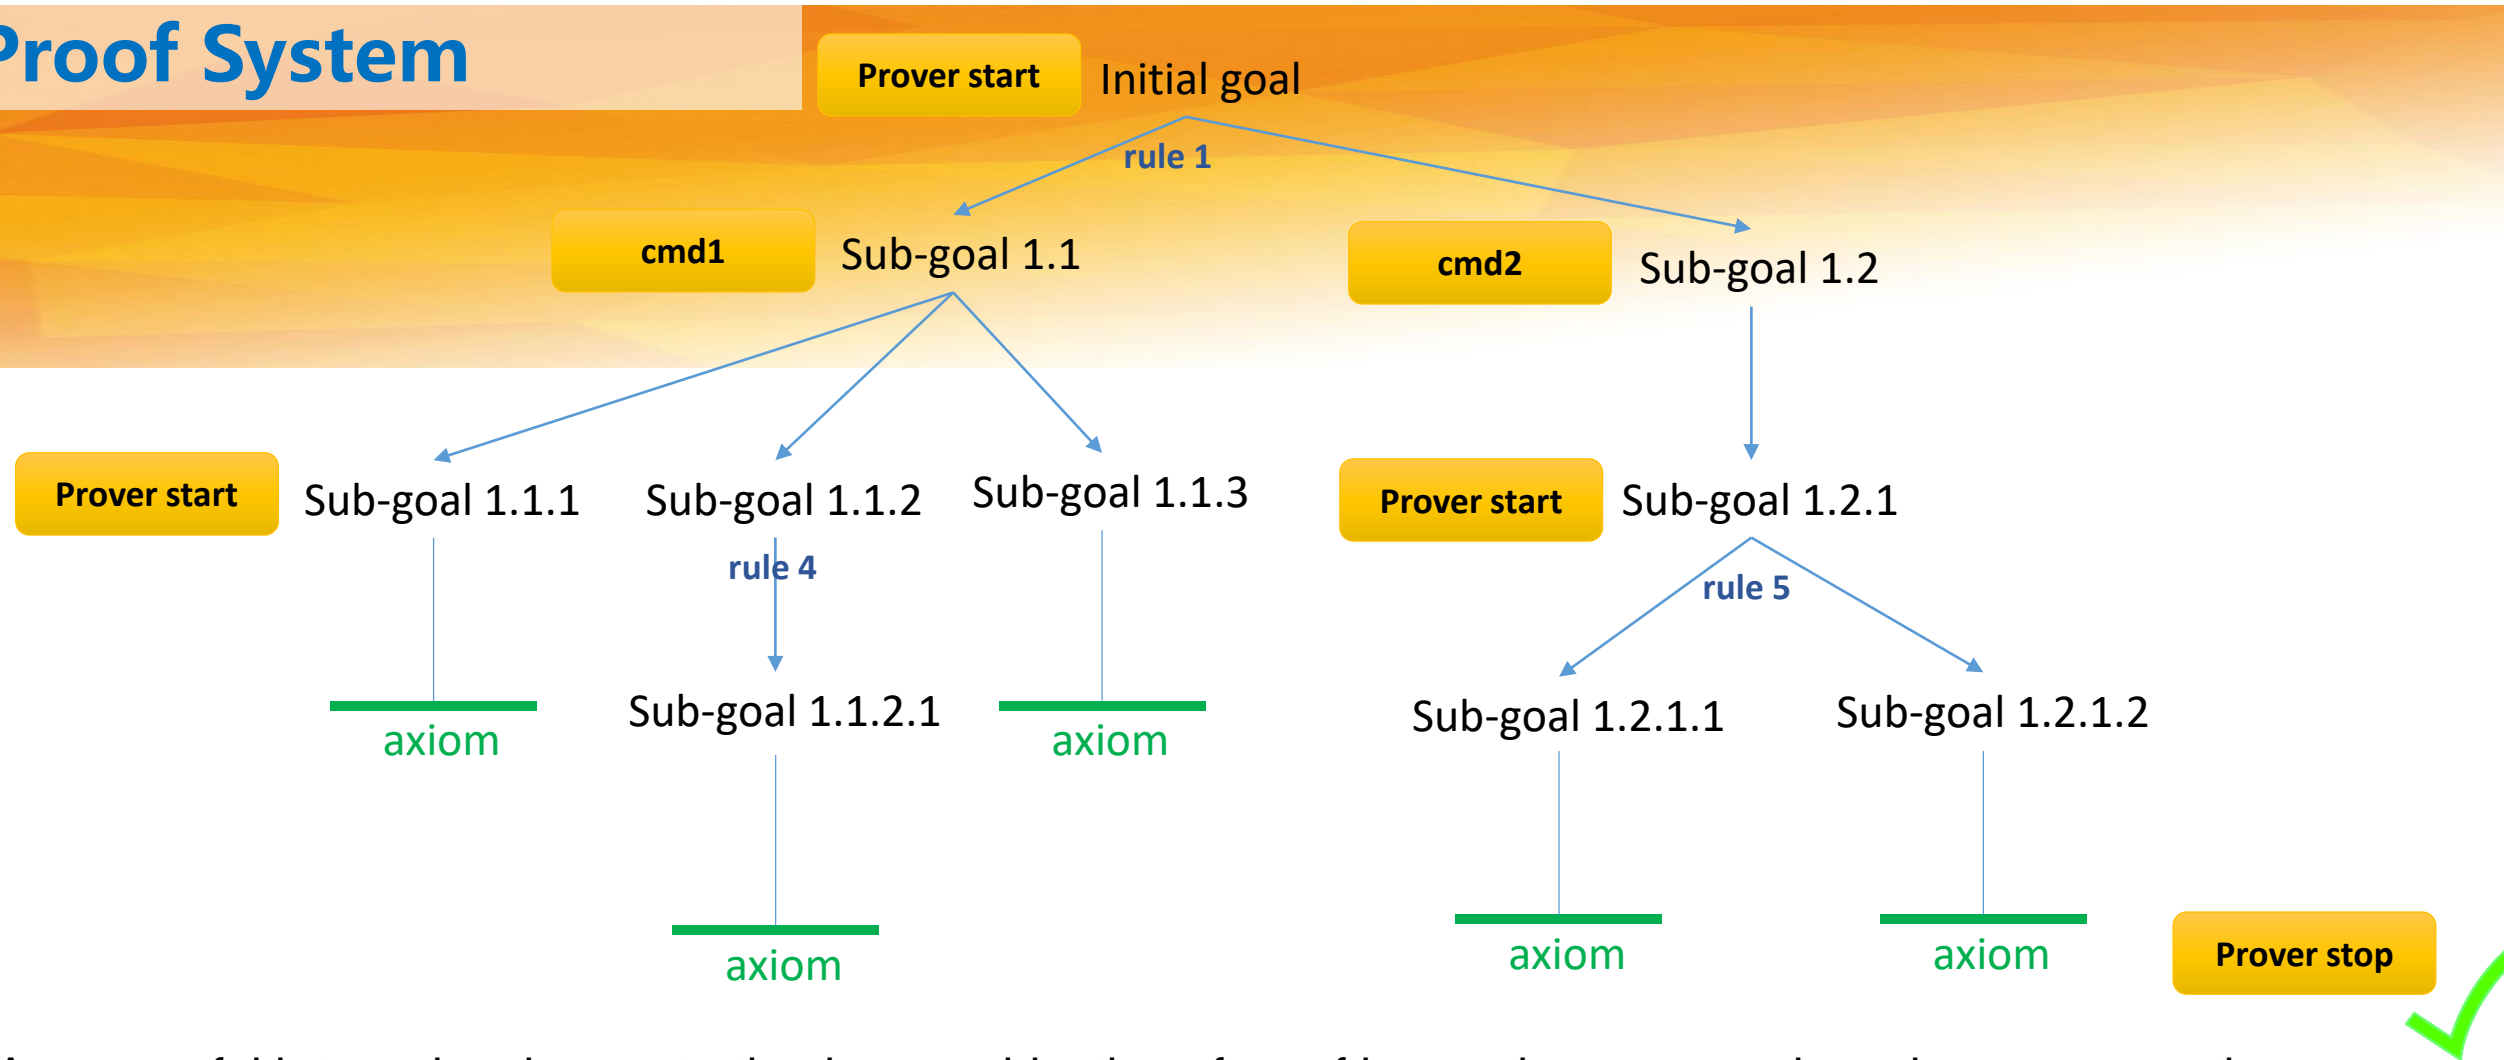 Proof System
Prover start Initial goal
rule 1
cmd1 Sub-goal 1.1 cmd2 Sub-goal 1.2
Prover start Sub-goal 1.1.1 Sub-goal 1.1.2 Sub-goal 1.1.3 Prover start Sub-goal 1.2.1
rule 4 rule 5
Sub-goal 1.1.2.1 Sub-goal 1.2.1.1 Sub-goal 1.2.1.2
axiom axiom
axiom axiom axiom Prover stop